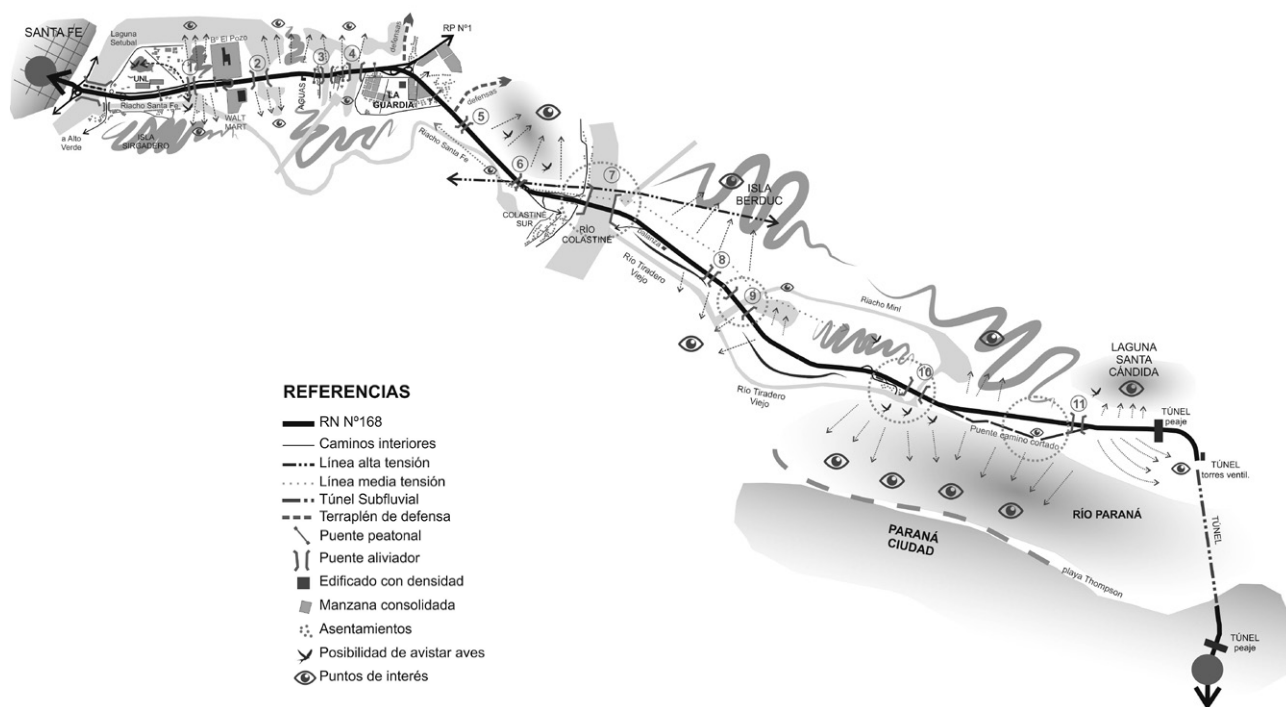 SANTA FE
Laguna
Setubal
Bº El Pozo
RP Nº1
defensas
1
2
3
4
UNL
Riacho Santa Fe
AGUAS
LA
GUARDIA
defensas
WALT
MART
a Alto
Verde
ISLA
SIRGADERO
5
Riacho Santa Fe
6
7
COLASTINÉ
SUR
RÍO
COLASTINÉ
ISLA
BERDUC
balanza
Río Tiradero
Viejo
8
9
Riacho Miní
Río Tiradero
Viejo
10
LAGUNA
SANTA
CÁNDIDA
11
Puente camino cortado
TÚNEL
peaje
TÚNEL
torres ventil.
TÚNEL
RÍO PARANÁ
PARANÁ
CIUDAD
playa Thompson
TÚNEL
peaje
REFERENCIAS
RN Nº168
Caminos interiores
Línea alta tensión
Línea media tensión
Túnel Subfluvial
Terraplén de defensa
Puente peatonal
Puente aliviador
Edificado con densidad
Manzana consolidada
Asentamientos
Posibilidad de avistar aves
Puntos de interés